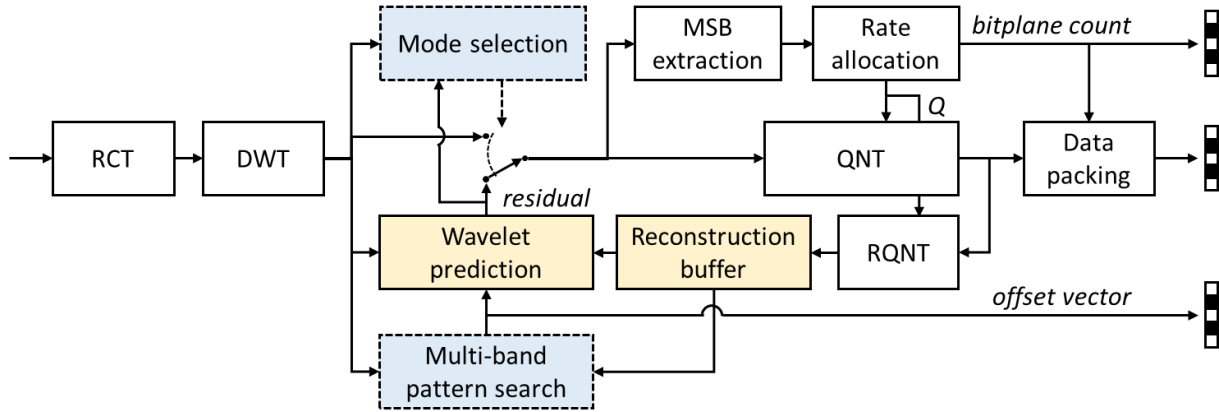 Mode selection
MSB
extraction
Rate
allocation
bitplane count
Q
RCT
DWT
QNT
Data
packing
residual
Wavelet
prediction
Reconstruction
buffer
RQNT
offset vector
Multi-band
pattern search